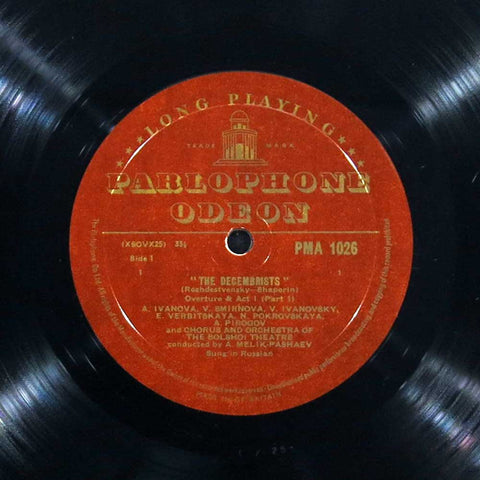 LONG PLAYING
TRADE MARK
PARLOPHONE
ODEON
(XBOVX25) 33⅓
PMA 1026
Side 1
1 1
"THE DECEMBRISTS"
(Rozhdestvensky—Shaporin)
Overture & Act 1 (Part 1)
A. IVANOVA, V. SMIRNOVA, V. IVANOVSKY,
E. VERBITSKAYA, N. POKROVSKAYA,
A. PIROGOV
and CHORUS AND ORCHESTRA OF
THE BOLSHOI THEATRE
conducted by A. MELIK-PASHAEV
Sung in Russian
MADE IN GT. BRITAIN